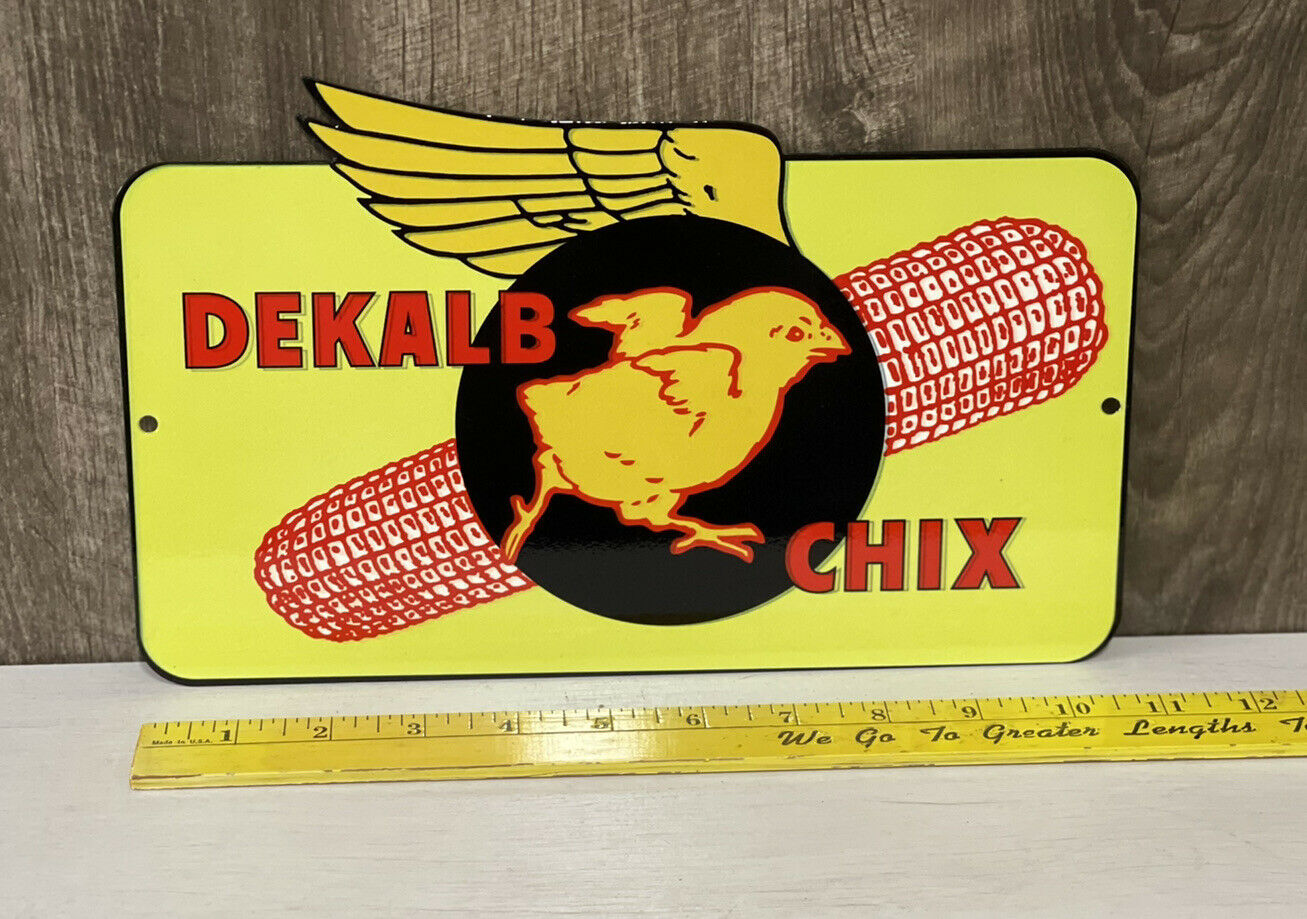 DEKALB
CHIX
1 2 3 4 5 6 7 8 9 10 11 12
Made in U.S.A.
We Go To Greater Lengths